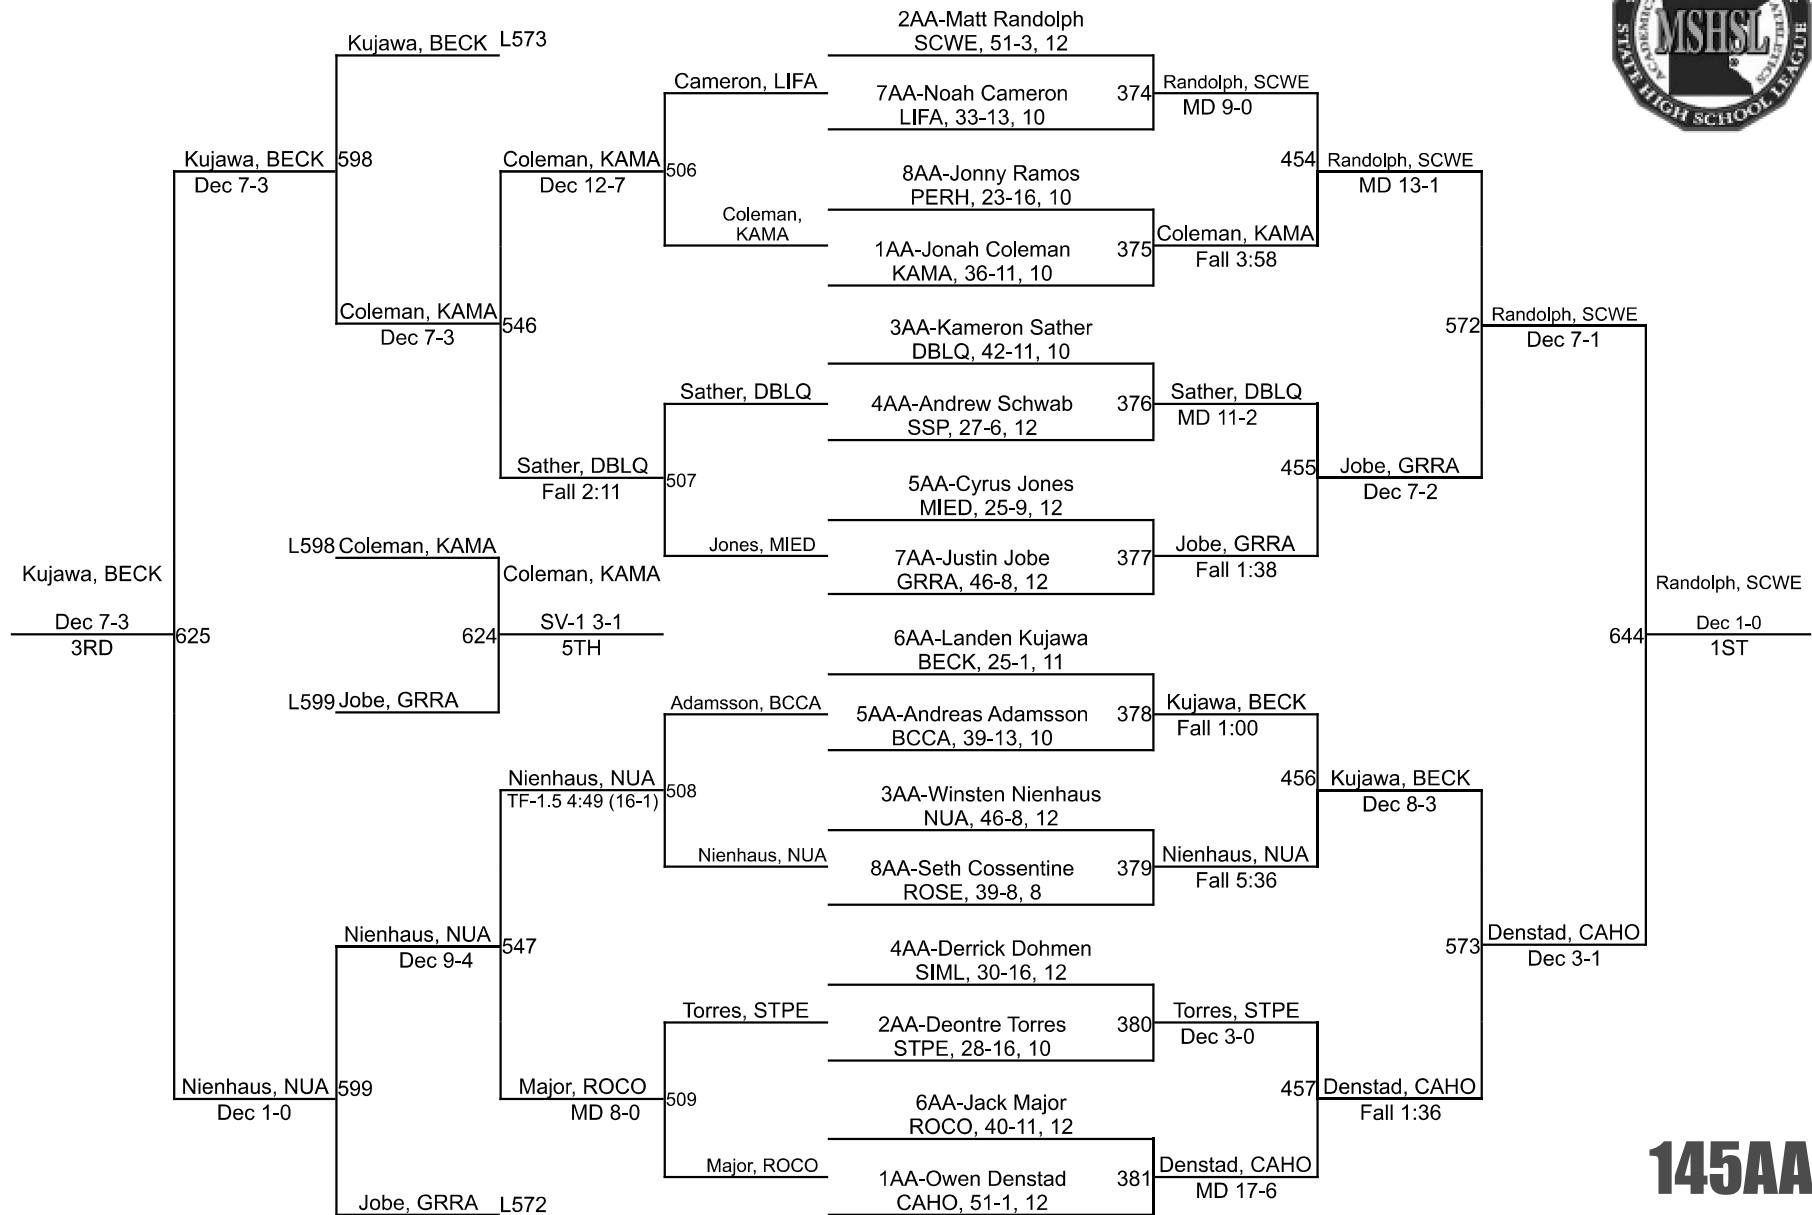 2AA-Matt Randolph
SCWE, 51-3, 12
7AA-Noah Cameron
LIFA, 33-13, 10
8AA-Jonny Ramos
PERH, 23-16, 10
1AA-Jonah Coleman
KAMA, 36-11, 10
3AA-Kameron Sather
DBLQ, 42-11, 10
4AA-Andrew Schwab
SSP, 27-6, 12
5AA-Cyrus Jones
MIED, 25-9, 12
7AA-Justin Jobe
GRRA, 46-8, 12
6AA-Landen Kujawa
BECK, 25-1, 11
5AA-Andreas Adamsson
BCCA, 39-13, 10
3AA-Winsten Nienhaus
NUA, 46-8, 12
8AA-Seth Cossentine
ROSE, 39-8, 8
4AA-Derrick Dohmen
SIML, 30-16, 12
2AA-Deontre Torres
STPE, 28-16, 10
6AA-Jack Major
ROCO, 40-11, 12
1AA-Owen Denstad
CAHO, 51-1, 12
374
Randolph, SCWE
MD 9-0
375
Coleman, KAMA
Fall 3:58
376
Sather, DBLQ
MD 11-2
377
Jobe, GRRA
Fall 1:38
378
Kujawa, BECK
Fall 1:00
379
Nienhaus, NUA
Fall 5:36
380
Torres, STPE
Dec 3-0
381
Denstad, CAHO
MD 17-6
454
Randolph, SCWE
MD 13-1
455
Jobe, GRRA
Dec 7-2
456
Kujawa, BECK
Dec 8-3
457
Denstad, CAHO
Fall 1:36
572
Randolph, SCWE
Dec 7-1
573
Denstad, CAHO
Dec 3-1
644
Randolph, SCWE
Dec 1-0
1ST
Cameron, LIFA
Coleman,
KAMA
506
Coleman, KAMA
Dec 12-7
Sather, DBLQ
Jones, MIED
507
Sather, DBLQ
Fall 2:11
Adamsson, BCCA
Nienhaus, NUA
508
Nienhaus, NUA
TF-1.5 4:49 (16-1)
Torres, STPE
Major, ROCO
509
Major, ROCO
MD 8-0
546
Coleman, KAMA
Dec 7-3
547
Nienhaus, NUA
Dec 9-4
Kujawa, BECK L573
598
Kujawa, BECK
Dec 7-3
Jobe, GRRA L572
599
Nienhaus, NUA
Dec 1-0
L598 Coleman, KAMA
L599 Jobe, GRRA
624
Coleman, KAMA
SV-1 3-1
5TH
625
Kujawa, BECK
Dec 7-3
3RD
MSHSL
STATE HIGH SCHOOL LEAGUE
145AA